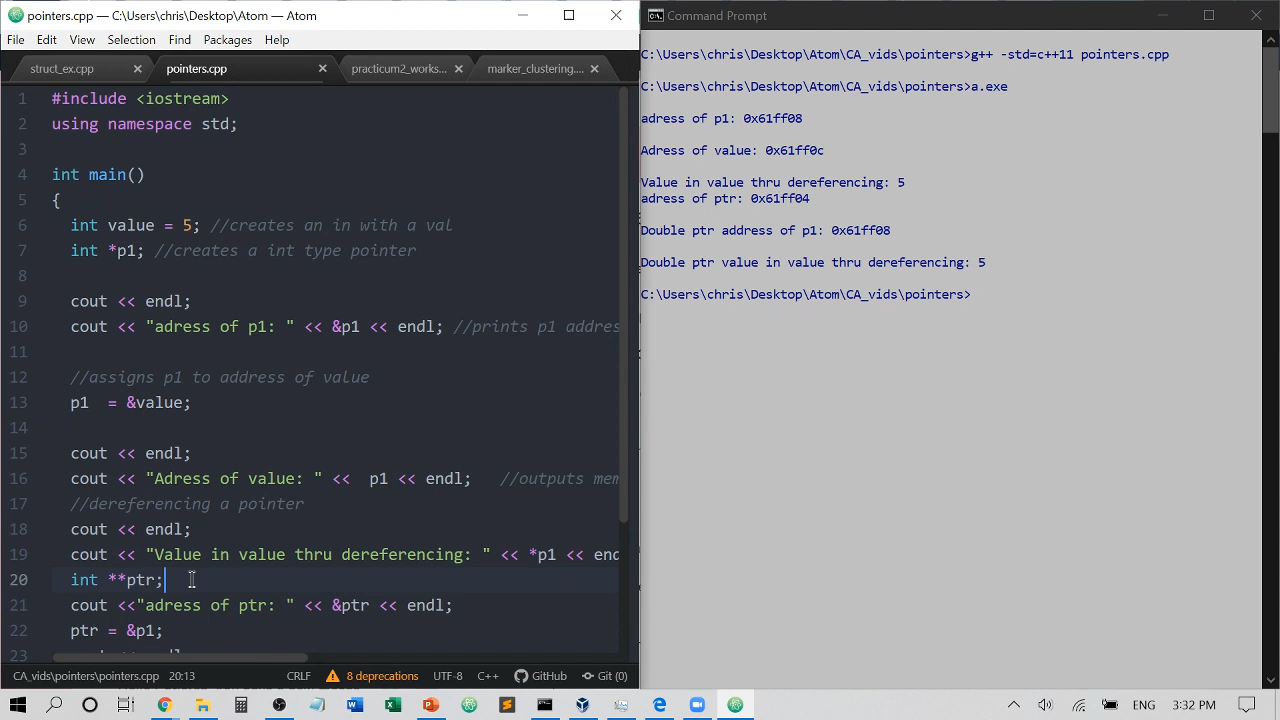 pointers.cpp — C:\Users\chris\Desktop\Atom — Atom
File Edit View Selection Find Packages Help
struct_ex.cpp pointers.cpp practicum2_works... marker_clustering....
1 #include <iostream>
2 using namespace std;
3
4 int main()
5 {
6 int value = 5; //creates an in with a val
7 int *p1; //creates a int type pointer
8
9 cout << endl;
10 cout << "adress of p1: " << &p1 << endl; //prints p1 addres
11
12 //assigns p1 to address of value
13 p1 = &value;
14
15 cout << endl;
16 cout << "Adress of value: " << p1 << endl; //outputs mem
17 //dereferencing a pointer
18 cout << endl;
19 cout << "Value in value thru dereferencing: " << *p1 << end
20 int **ptr;
21 cout <<"adress of ptr: " << &ptr << endl;
22 ptr = &p1;
23
CA_vids\pointers\pointers.cpp 20:13 CRLF 8 deprecations UTF-8 C++ GitHub Git (0)
Command Prompt
C:\Users\chris\Desktop\Atom\CA_vids\pointers>g++ -std=c++11 pointers.cpp
C:\Users\chris\Desktop\Atom\CA_vids\pointers>a.exe
adress of p1: 0x61ff08
Adress of value: 0x61ff0c
Value in value thru dereferencing: 5
adress of ptr: 0x61ff04
Double ptr address of p1: 0x61ff08
Double ptr value in value thru dereferencing: 5
C:\Users\chris\Desktop\Atom\CA_vids\pointers>
ENG 3:32 PM